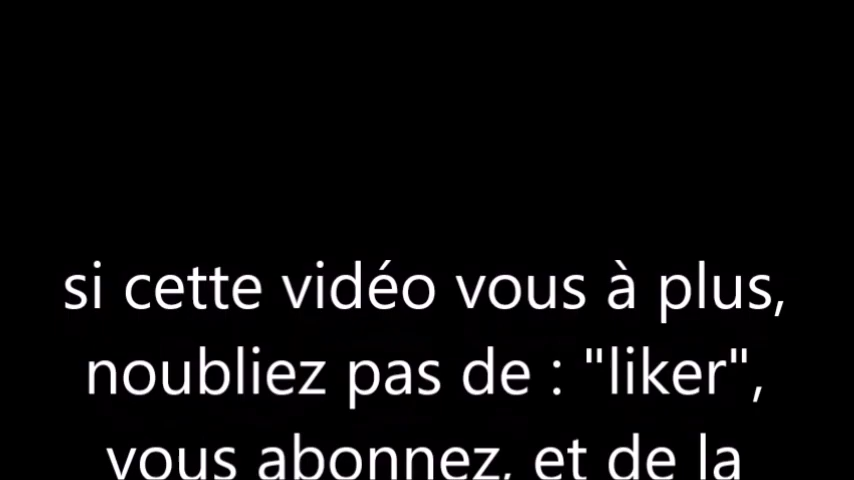 si cette vidéo vous à plus,
noubliez pas de : "liker",
vous abonnez, et de la